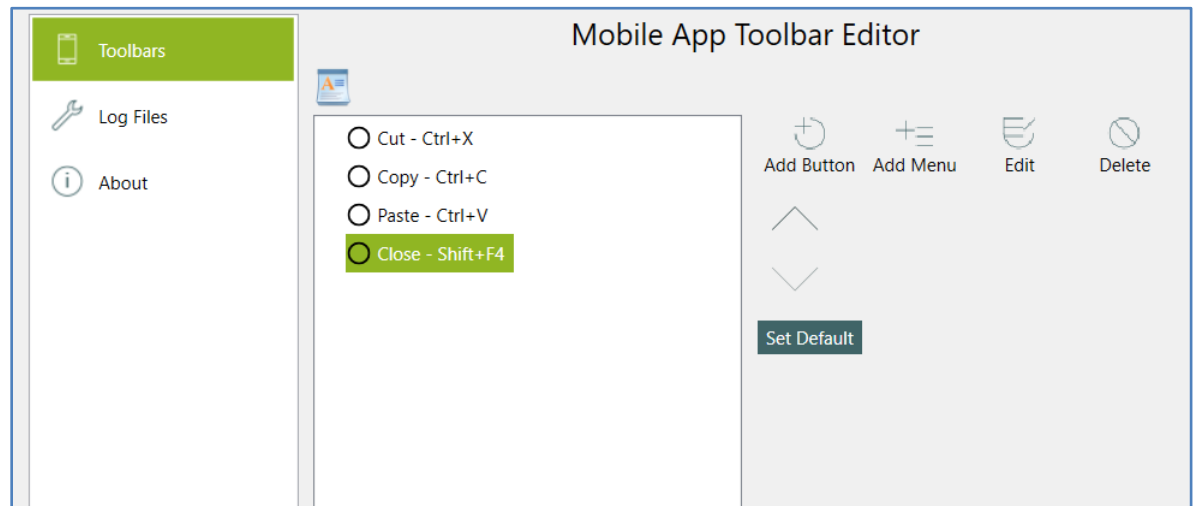 Mobile App Toolbar Editor
Toolbars
Log Files
About
A
Cut - Ctrl+X
Copy - Ctrl+C
Paste - Ctrl+V
Close - Shift+F4
Add Button
Add Menu
Edit
Delete
Set Default